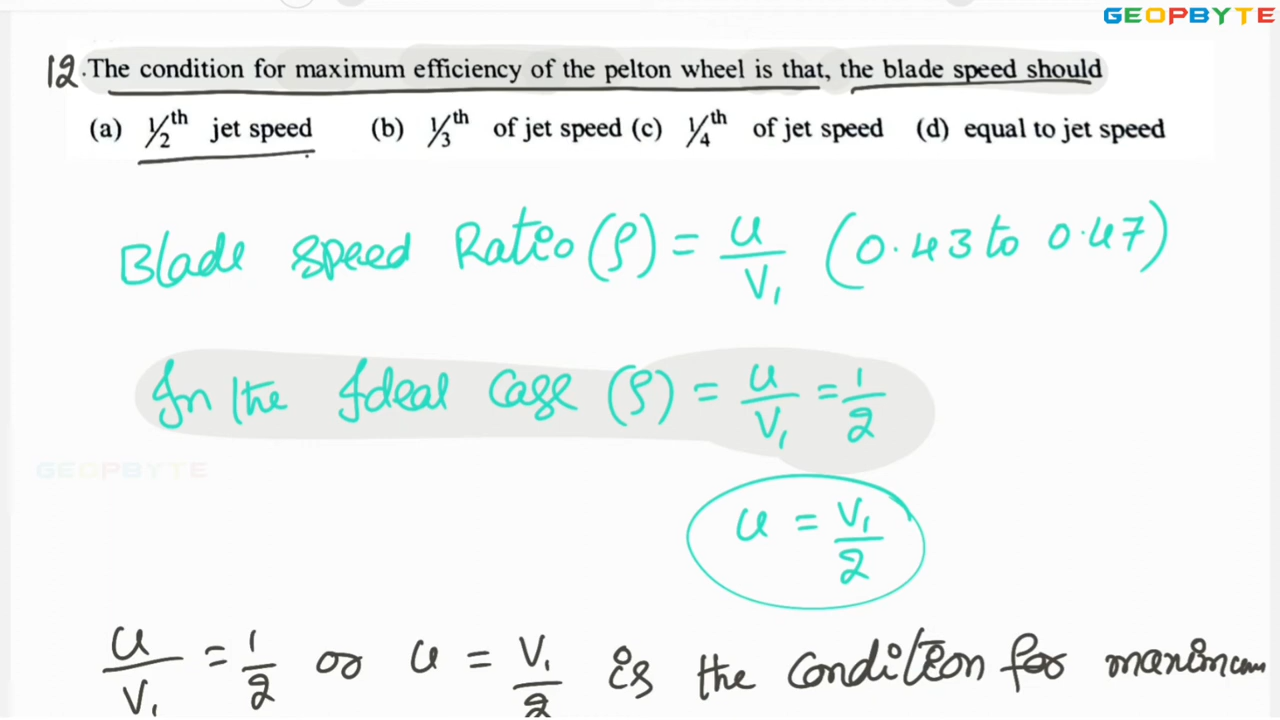 GEOPBYTE
12. The condition for maximum efficiency of the pelton wheel is that, the blade speed should
(a) 1/2th jet speed (b) 1/3th of jet speed (c) 1/4th of jet speed (d) equal to jet speed
Blade Speed Ratio (ρ) = u/V₁ (0.43 to 0.47)
In the Ideal Case (ρ) = u/V₁ = 1/2
GEOPBYTE
u = V₁/2
u/V₁ = 1/2 or u = V₁/2 is the condition for maximum